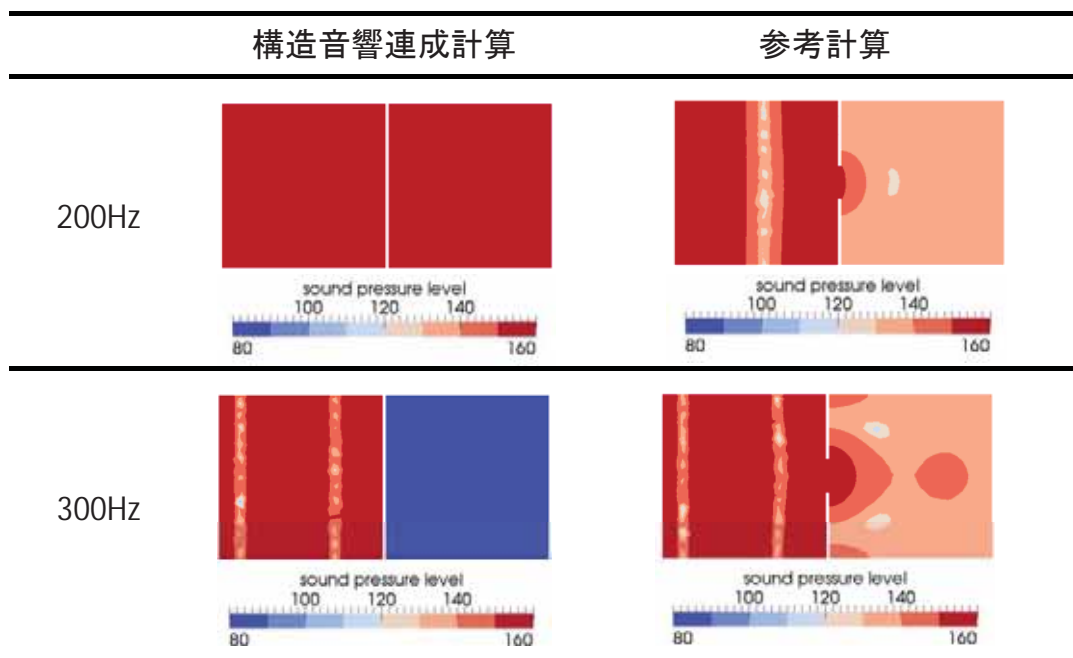 構造音響連成計算 参考計算
200Hz
sound pressure level sound pressure level
100 120 140 100 120 140
80 160 80 160
300Hz
sound pressure level sound pressure level
100 120 140 100 120 140
80 160 80 160